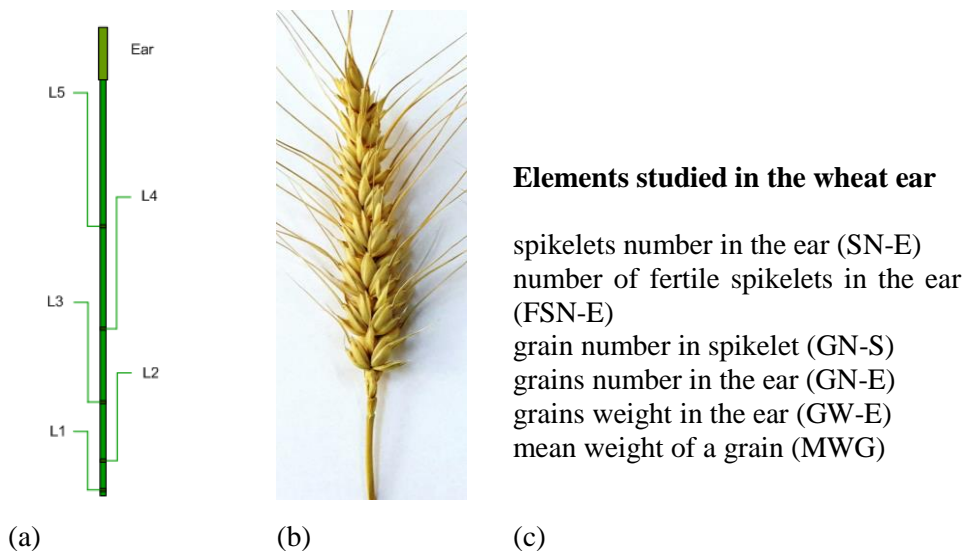 Ear
L5
L4
L3
L2
L1
Elements studied in the wheat ear
spikelets number in the ear (SN-E)
number of fertile spikelets in the ear
(FSN-E)
grain number in spikelet (GN-S)
grains number in the ear (GN-E)
grains weight in the ear (GW-E)
mean weight of a grain (MWG)
(a) (b) (c)